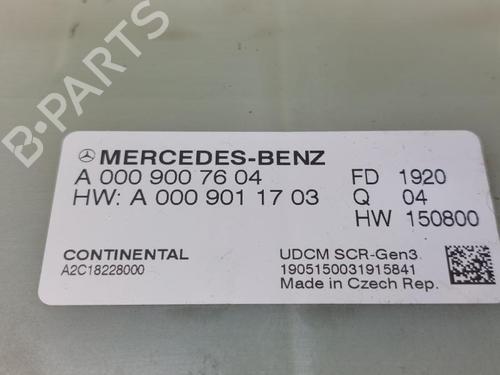 B-PARTS
MERCEDES-BENZ
A 000 900 76 04 FD 1920
HW: A 000 901 17 03 Q 04
HW 150800
CONTINENTAL UDCM SCR-Gen3
A2C18228000 1905150031915841
Made in Czech Rep.